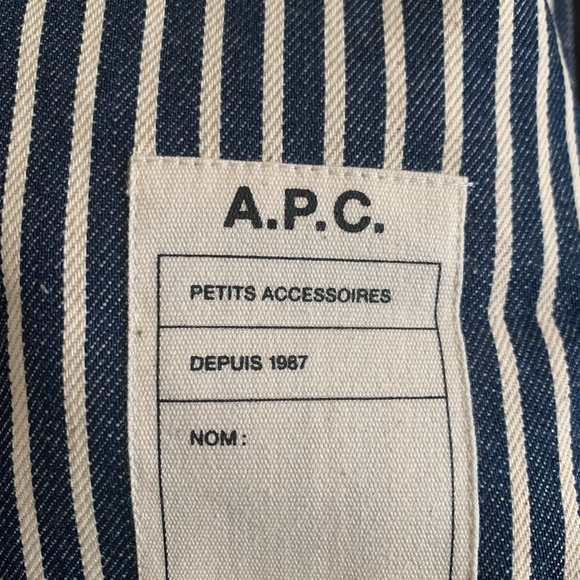 A.P.C.
PETITS ACCESSOIRES
DEPUIS 1987
NOM :